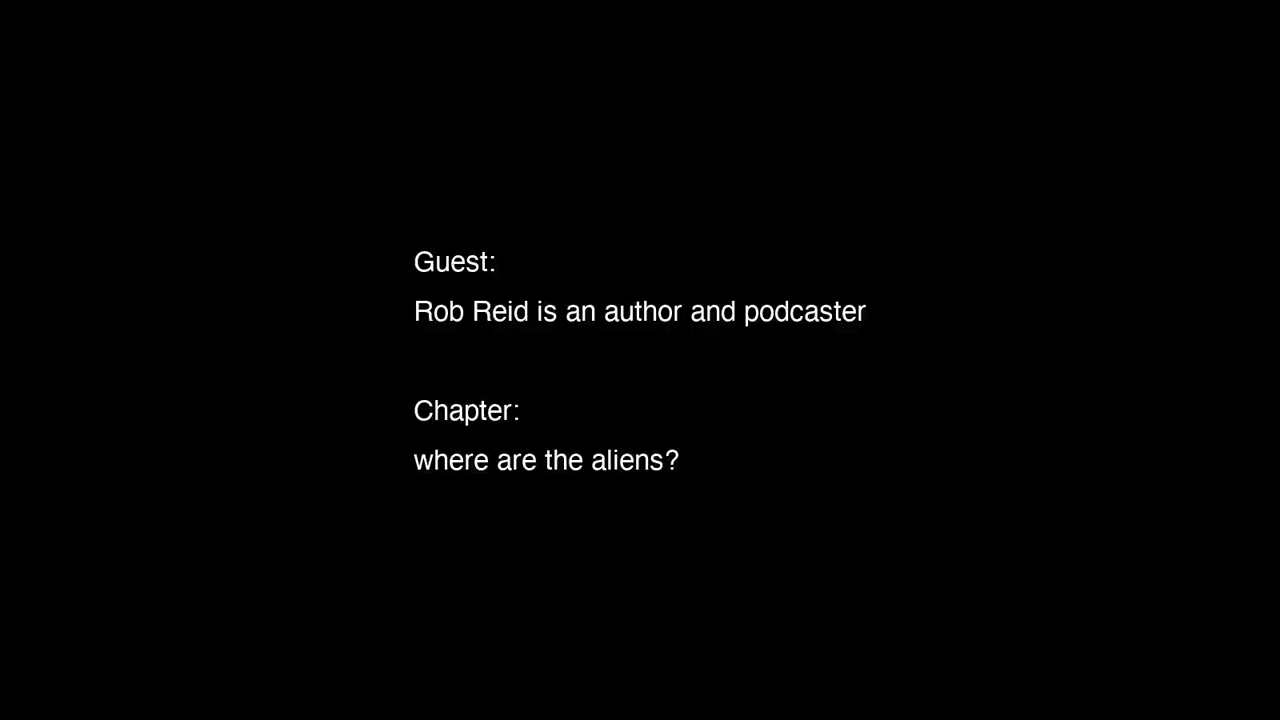 Guest:
Rob Reid is an author and podcaster
Chapter:
where are the aliens?